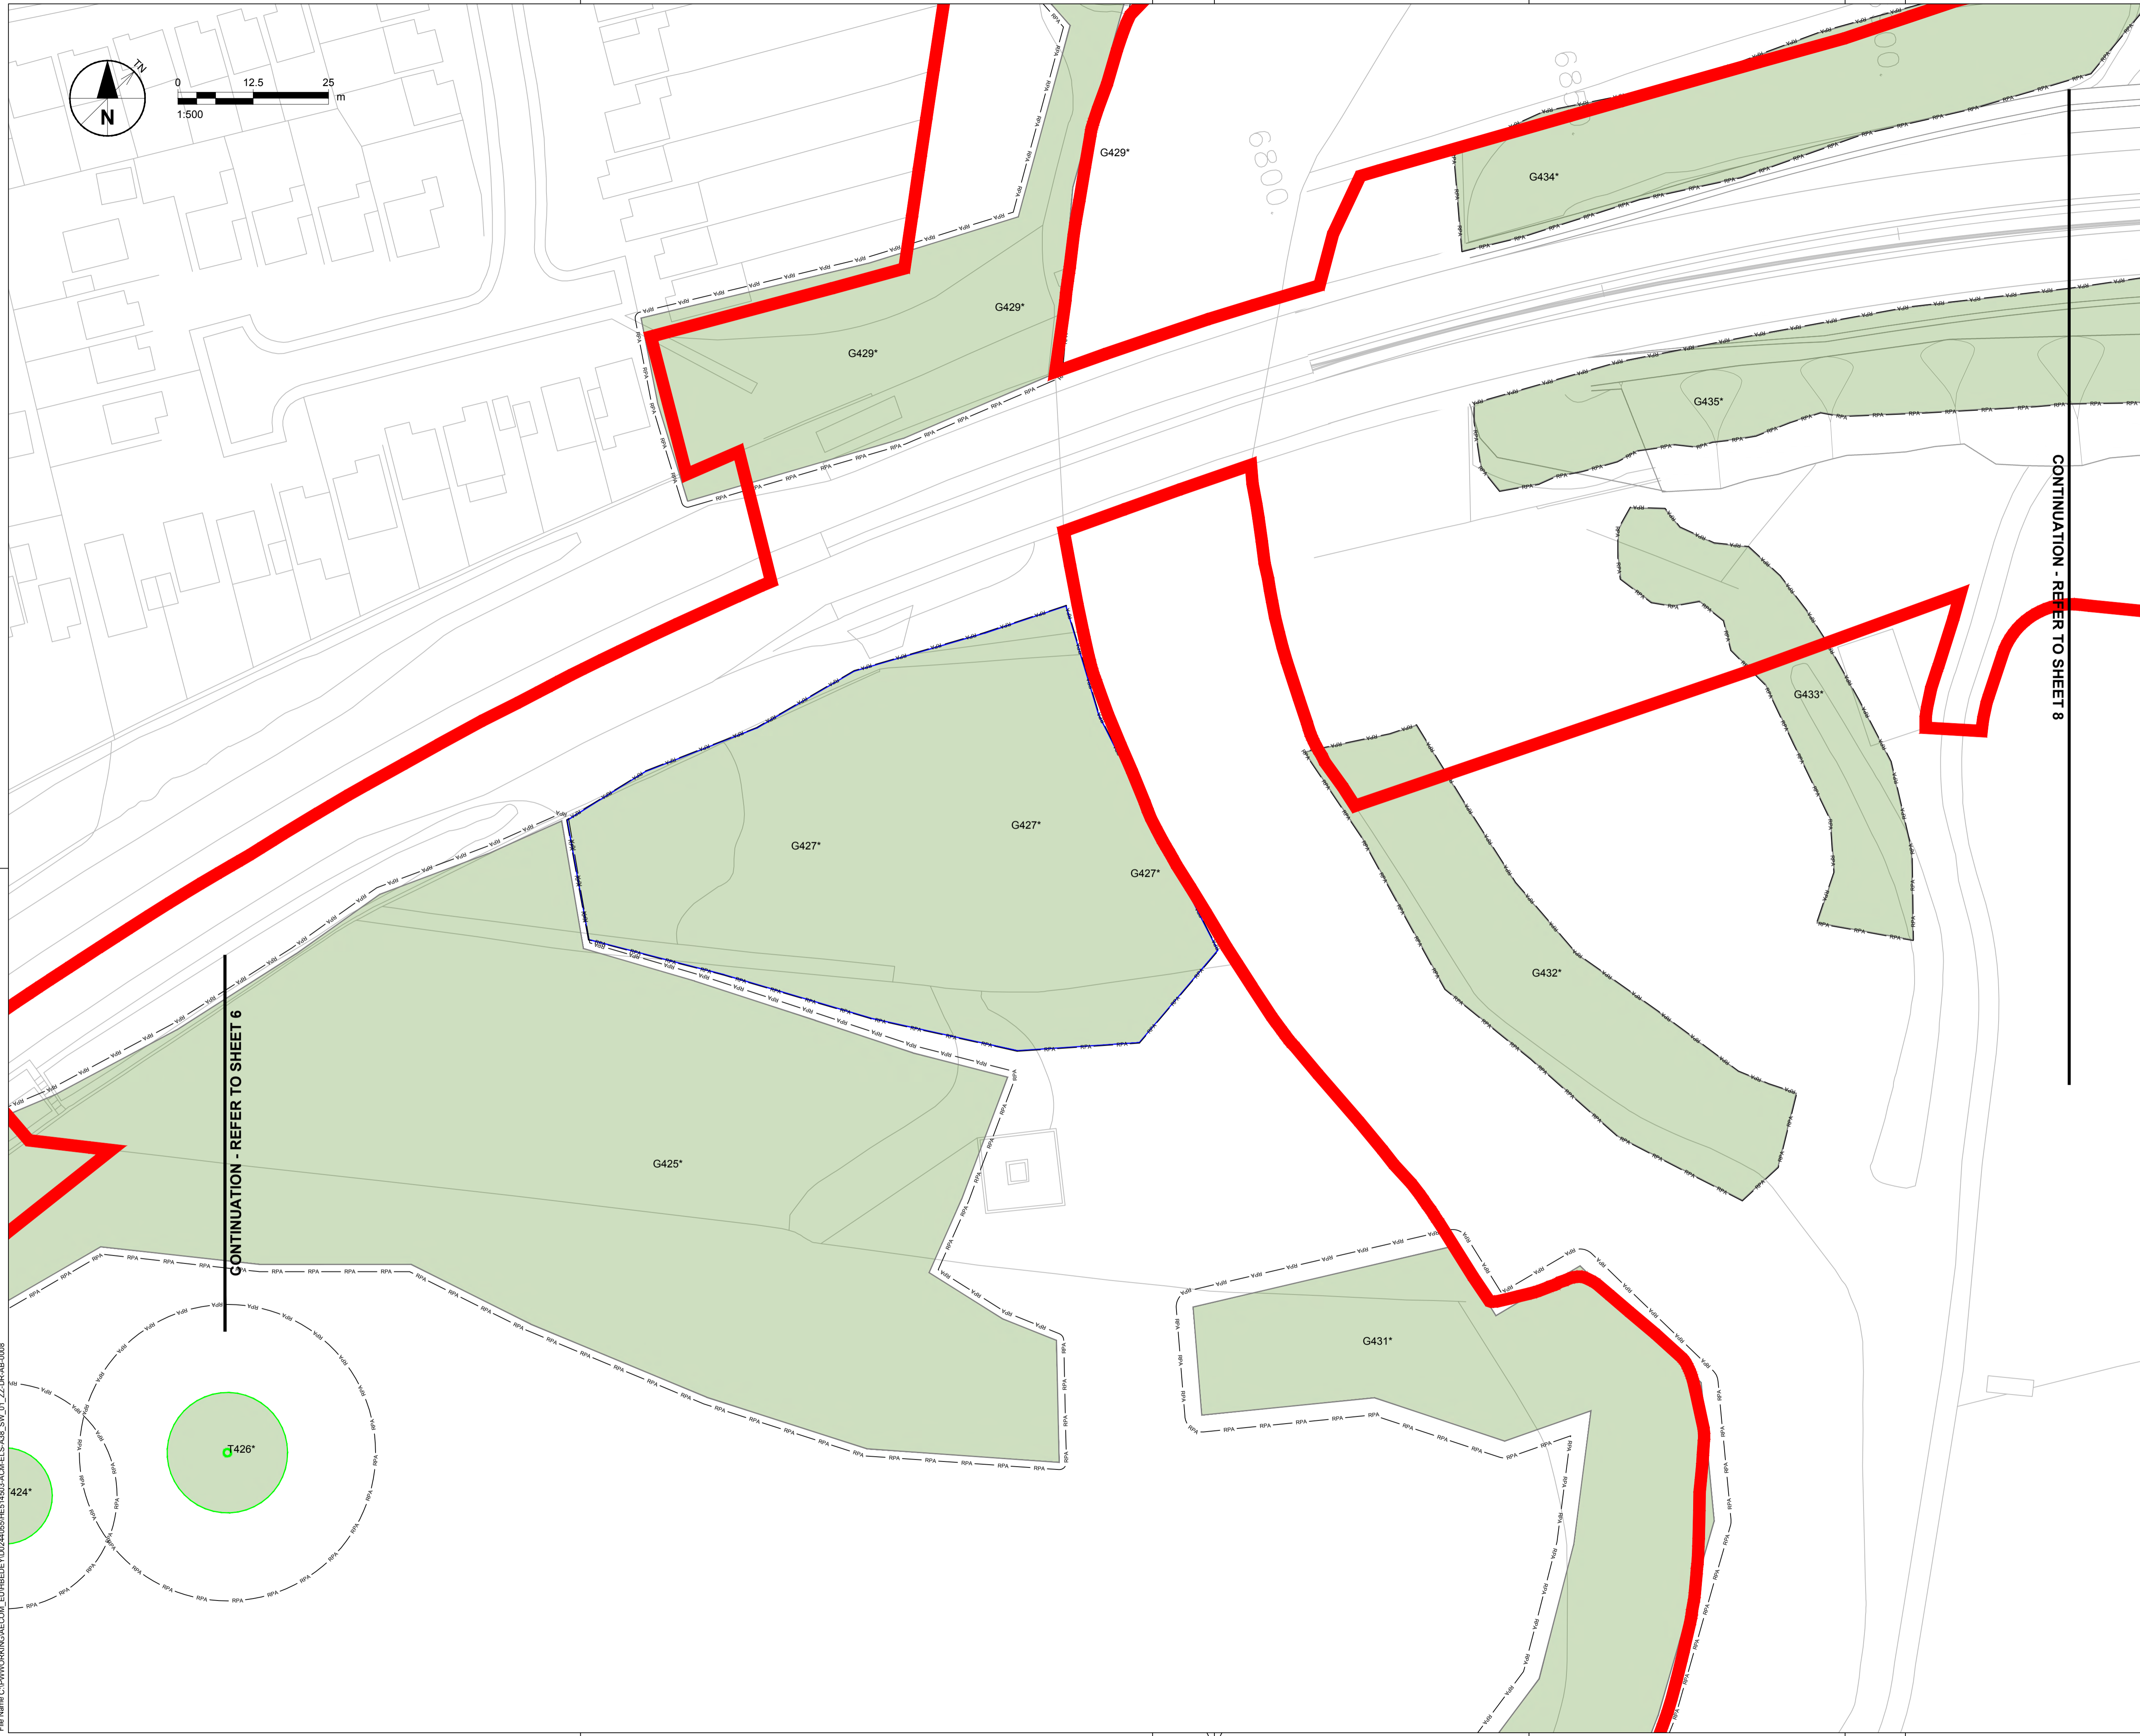 TN
N
0 12.5 25
m
1:500
G429*
G434*
G429*
G429*
G435*
CONTINUATION - REFER TO SHEET 8
G433*
G427*
G427*
G427*
G432*
CONTINUATION - REFER TO SHEET 6
G425*
G431*
T426*
424*
RPA